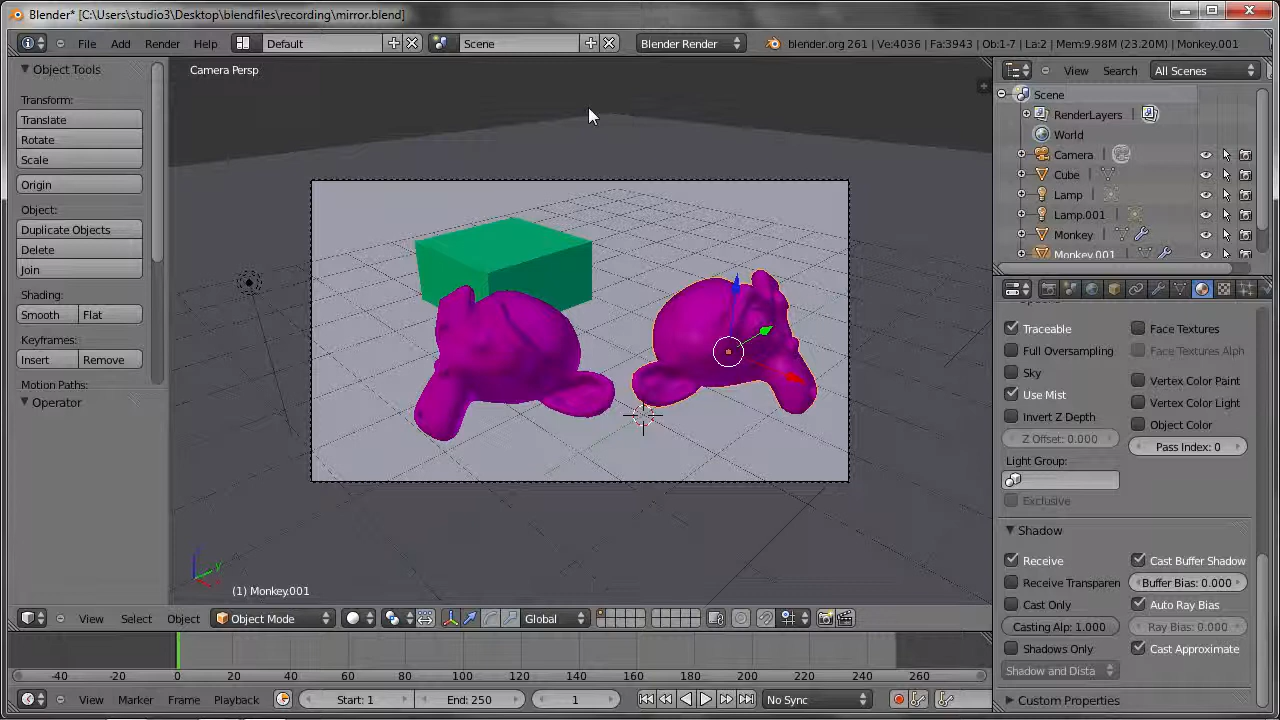 Blender* [C:\Users\studio3\Desktop\blendfiles\recording\mirror.blend]
File Add Render Help Default Scene Blender Render blender.org 261 | Ve:4036 | Fa:3943 | Ob:1-7 | La:2 | Mem:9.98M (23.20M) | Monkey.001
Object Tools
Transform:
Translate
Rotate
Scale
Origin
Object:
Duplicate Objects
Delete
Join
Shading:
Smooth Flat
Keyframes:
Insert Remove
Motion Paths:
Operator
Camera Persp
(1) Monkey.001
View Select Object Object Mode Global
View Search All Scenes
Scene
RenderLayers
World
Camera
Cube
Lamp
Lamp.001
Monkey
Monkey.001
Traceable
Full Oversampling
Sky
Use Mist
Invert Z Depth
Z Offset: 0.000
Light Group:
Exclusive
Face Textures
Face Textures Alph
Vertex Color Paint
Vertex Color Light
Object Color
Pass Index: 0
Shadow
Receive Cast Buffer Shadow
Receive Transparen Buffer Bias: 0.000
Cast Only Auto Ray Bias
Casting Alp: 1.000 Ray Bias: 0.000
Shadows Only Cast Approximate
Shadow and Dista
Custom Properties
-40 -20 0 20 40 60 80 100 120 140 160 180 200 220 240 260
View Marker Frame Playback Start: 1 End: 250 1 No Sync